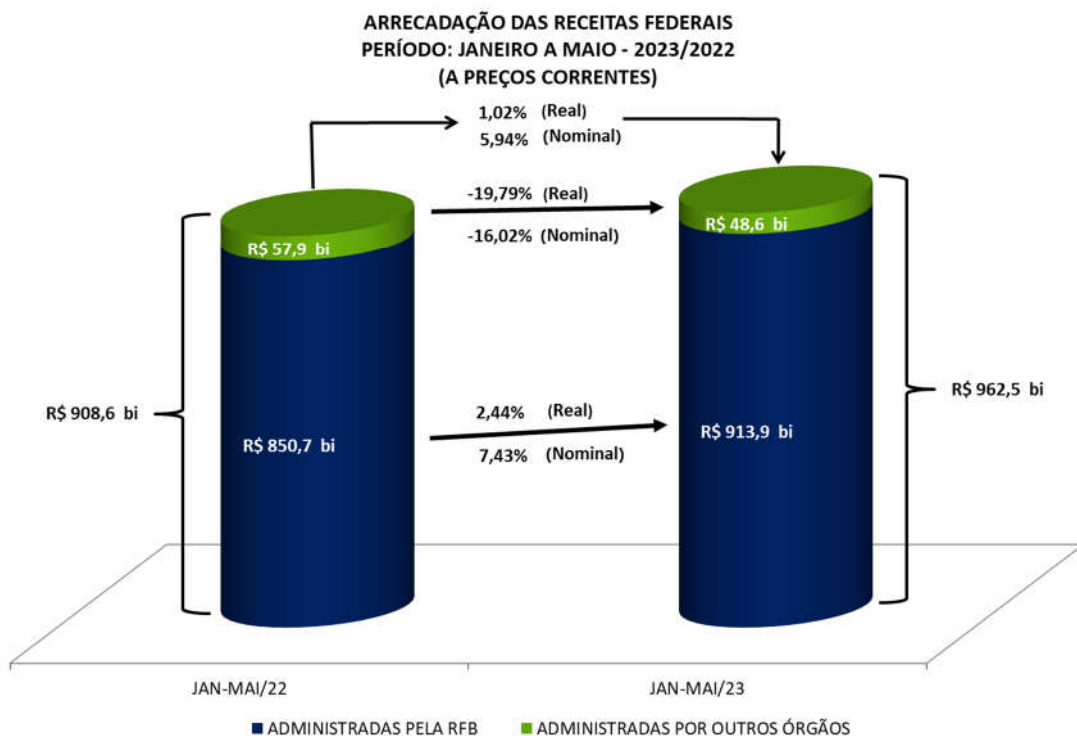 ARRECADAÇÃO DAS RECEITAS FEDERAIS
PERÍODO: JANEIRO A MAIO - 2023/2022
(A PREÇOS CORRENTES)
1,02% (Real)
5,94% (Nominal)
-19,79% (Real)
-16,02% (Nominal)
R$ 57,9 bi
R$ 48,6 bi
R$ 908,6 bi
R$ 962,5 bi
2,44% (Real)
7,43% (Nominal)
R$ 850,7 bi
R$ 913,9 bi
JAN-MAI/22
JAN-MAI/23
ADMINISTRADAS PELA RFB
ADMINISTRADAS POR OUTROS ÓRGÃOS